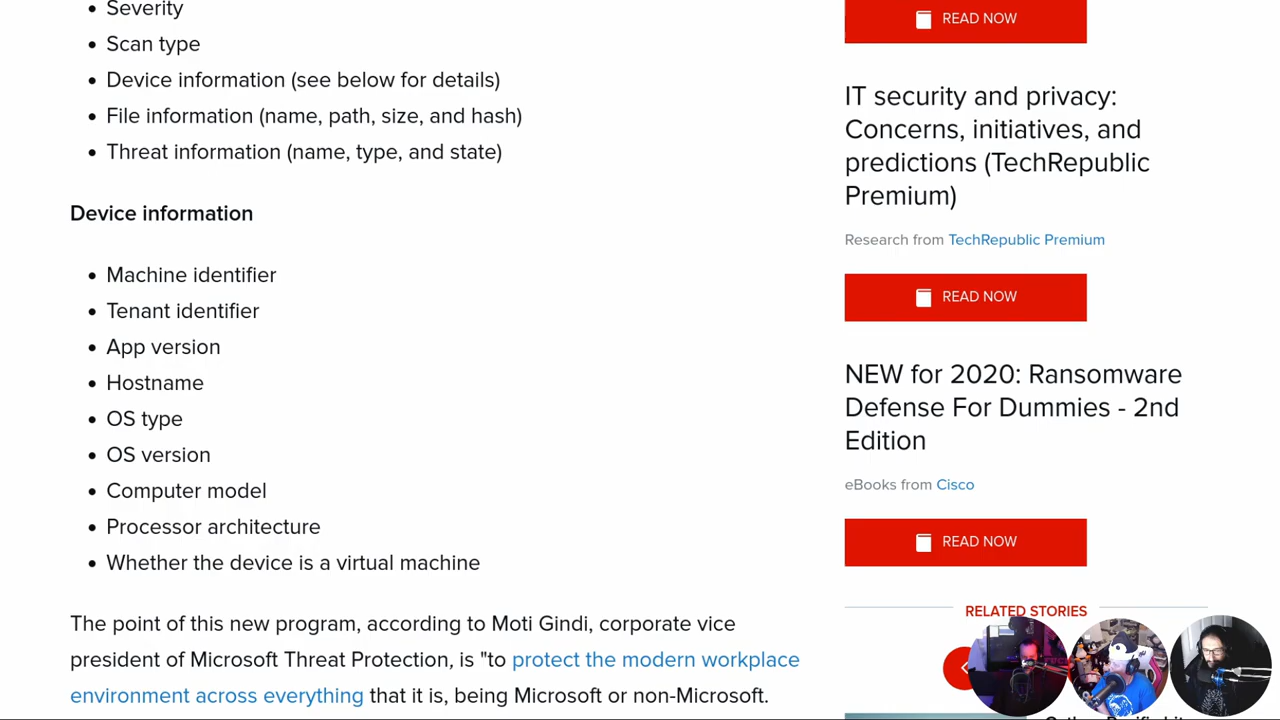 Severity
Scan type
Device information (see below for details)
File information (name, path, size, and hash)
Threat information (name, type, and state)
Device information
Machine identifier
Tenant identifier
App version
Hostname
OS type
OS version
Computer model
Processor architecture
Whether the device is a virtual machine
The point of this new program, according to Moti Gindi, corporate vice
president of Microsoft Threat Protection, is "to protect the modern workplace
environment across everything that it is, being Microsoft or non-Microsoft.
READ NOW
IT security and privacy:
Concerns, initiatives, and
predictions (TechRepublic
Premium)
Research from TechRepublic Premium
READ NOW
NEW for 2020: Ransomware
Defense For Dummies - 2nd
Edition
eBooks from Cisco
READ NOW
RELATED STORIES